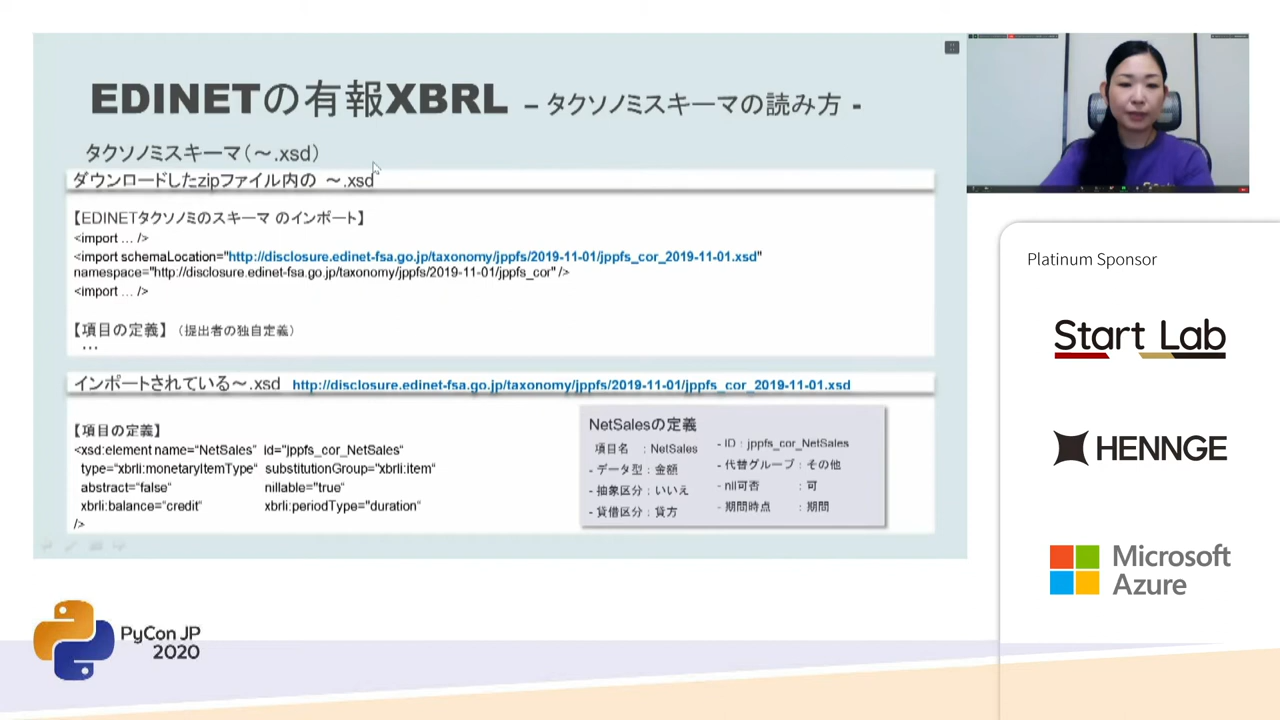 EDINETの有報XBRL – タクソノミスキーマの読み方 -
タクソノミスキーマ(～.xsd)
ダウンロードしたzipファイル内の ～.xsd
【EDINETタクソノミのスキーマ のインポート】
<import … />
<import schemaLocation="http://disclosure.edinet-fsa.go.jp/taxonomy/jppfs/2019-11-01/jppfs_cor_2019-11-01.xsd"
namespace="http://disclosure.edinet-fsa.go.jp/taxonomy/jppfs/2019-11-01/jppfs_cor" />
<import … />
【項目の定義】（提出者の独自定義）
…
インポートされている～.xsd http://disclosure.edinet-fsa.go.jp/taxonomy/jppfs/2019-11-01/jppfs_cor_2019-11-01.xsd
【項目の定義】
<xsd:element name=“NetSales” id="jppfs_cor_NetSales“
type="xbrli:monetaryItemType“ substitutionGroup="xbrli:item“
abstract=“false“ nillable="true“
xbrli:balance=“credit“ xbrli:periodType="duration“
/>
NetSalesの定義
項目名 ：NetSales
- データ型：金額
- 抽象区分：いいえ
- 貸借区分：貸方
- ID：jppfs_cor_NetSales
- 代替グループ：その他
- nil可否 ：可
- 期間時点 ：期間
Platinum Sponsor
Start Lab
HENNGE
Microsoft
Azure
PyCon JP
2020